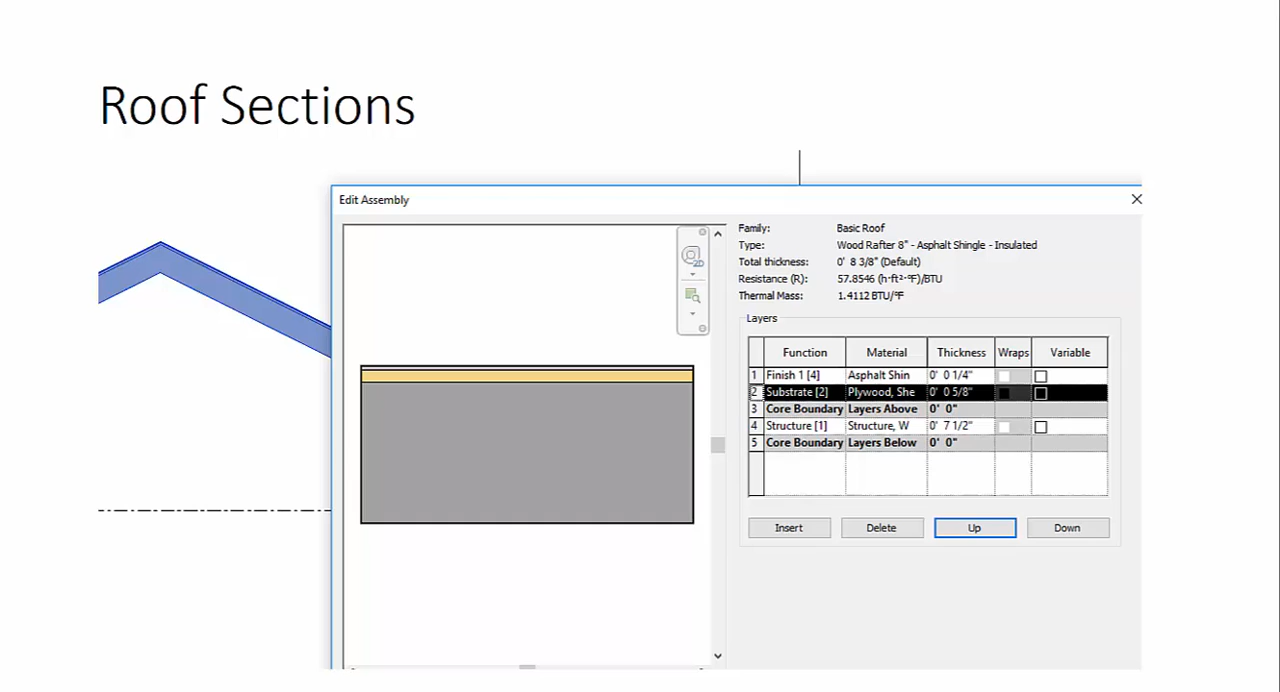 Roof Sections
Edit Assembly
2D
Family: Basic Roof
Type: Wood Rafter 8" - Asphalt Shingle - Insulated
Total thickness: 0' 8 3/8" (Default)
Resistance (R): 57.8546 (h·ft²·°F)/BTU
Thermal Mass: 1.4112 BTU/°F
Layers
Function Material Thickness Wraps Variable
1 Finish 1 [4] Asphalt Shin 0' 0 1/4"
2 Substrate [2] Plywood, She 0' 0 5/8"
3 Core Boundary Layers Above 0' 0"
4 Structure [1] Structure, W 0' 7 1/2"
5 Core Boundary Layers Below 0' 0"
Insert Delete Up Down